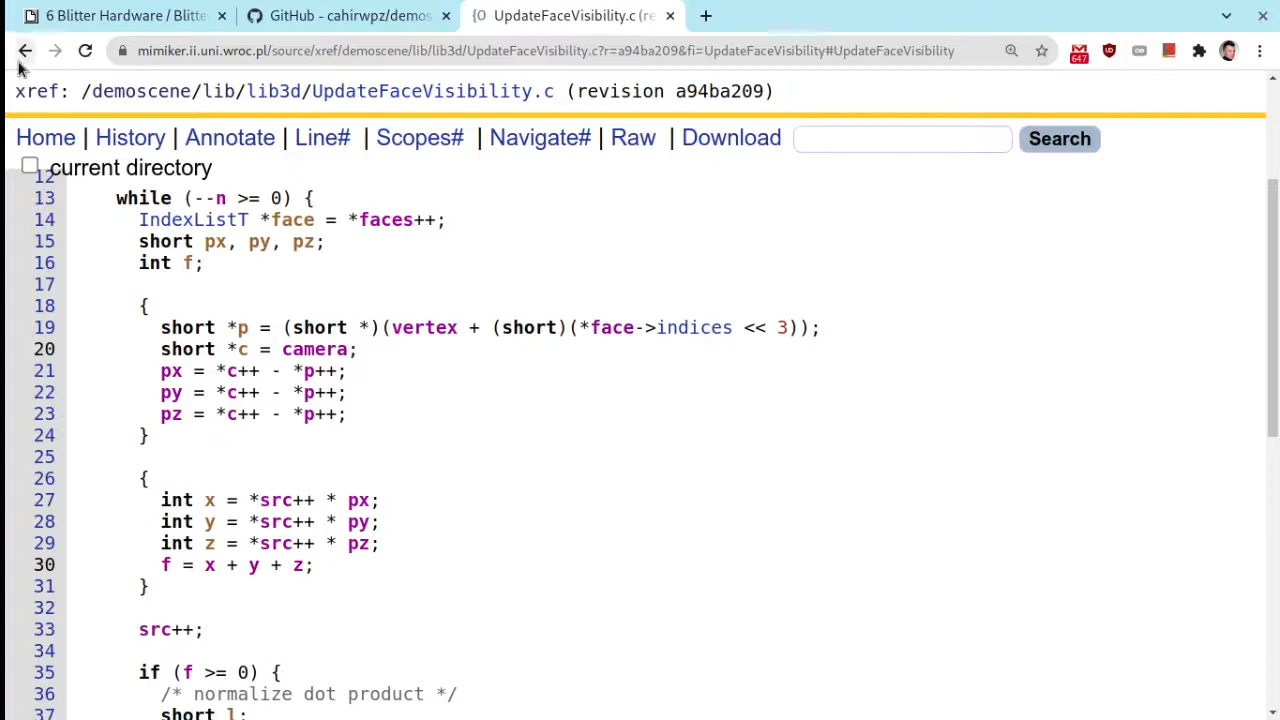 6 Blitter Hardware / Blitte
GitHub - cahirwpz/demos
{O UpdateFaceVisibility.c (re
mimiker.ii.uni.wroc.pl/source/xref/demoscene/lib/lib3d/UpdateFaceVisibility.c?r=a94ba209&fi=UpdateFaceVisibility#UpdateFaceVisibility
647
xref: /demoscene/lib/lib3d/UpdateFaceVisibility.c (revision a94ba209)
Home | History | Annotate | Line# | Scopes# | Navigate# | Raw | Download Search
current directory
12
13 while (--n >= 0) {
14 IndexListT *face = *faces++;
15 short px, py, pz;
16 int f;
17
18 {
19 short *p = (short *)(vertex + (short)(*face->indices << 3));
20 short *c = camera;
21 px = *c++ - *p++;
22 py = *c++ - *p++;
23 pz = *c++ - *p++;
24 }
25
26 {
27 int x = *src++ * px;
28 int y = *src++ * py;
29 int z = *src++ * pz;
30 f = x + y + z;
31 }
32
33 src++;
34
35 if (f >= 0) {
36 /* normalize dot product */
37 short l;